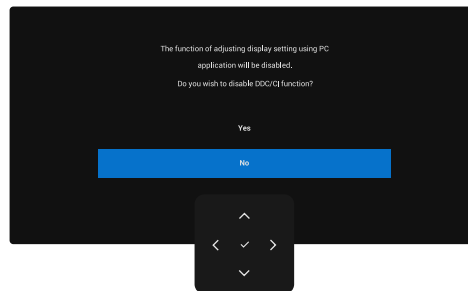 The function of adjusting display setting using PC
application will be disabled.
Do you wish to disable DDC/CI function?
Yes
No